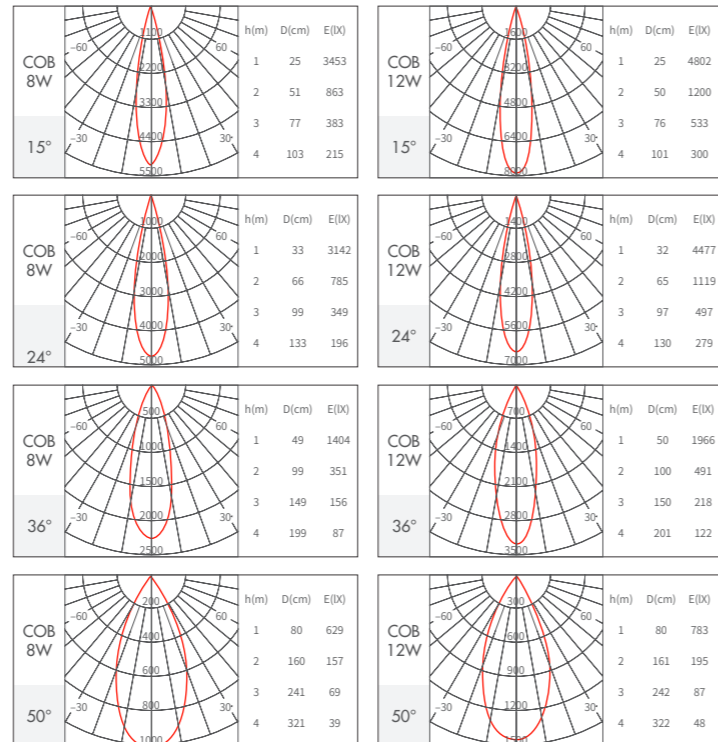 COB
8W
15°
-60
60
-30
30
1100
2200
3300
4400
5500
h(m) D(cm) E(lX)
1 25 3453
2 51 863
3 77 383
4 103 215
COB
12W
15°
-60
60
-30
30
1600
3200
4800
6400
8000
h(m) D(cm) E(lX)
1 25 4802
2 50 1200
3 76 533
4 101 300
COB
8W
24°
-60
60
-30
30
1000
2000
3000
4000
5000
h(m) D(cm) E(lX)
1 33 3142
2 66 785
3 99 349
4 133 196
COB
12W
24°
-60
60
-30
30
1400
2800
4200
5600
7000
h(m) D(cm) E(lX)
1 32 4477
2 65 1119
3 97 497
4 130 279
COB
8W
36°
-60
60
-30
30
500
1000
1500
2000
2500
h(m) D(cm) E(lX)
1 49 1404
2 99 351
3 149 156
4 199 87
COB
12W
36°
-60
60
-30
30
700
1400
2100
2800
3500
h(m) D(cm) E(lX)
1 50 1966
2 100 491
3 150 218
4 201 122
COB
8W
50°
-60
60
-30
30
200
400
600
800
1000
h(m) D(cm) E(lX)
1 80 629
2 160 157
3 241 69
4 321 39
COB
12W
50°
-60
60
-30
30
300
600
900
1200
1500
h(m) D(cm) E(lX)
1 80 783
2 161 195
3 242 87
4 322 48